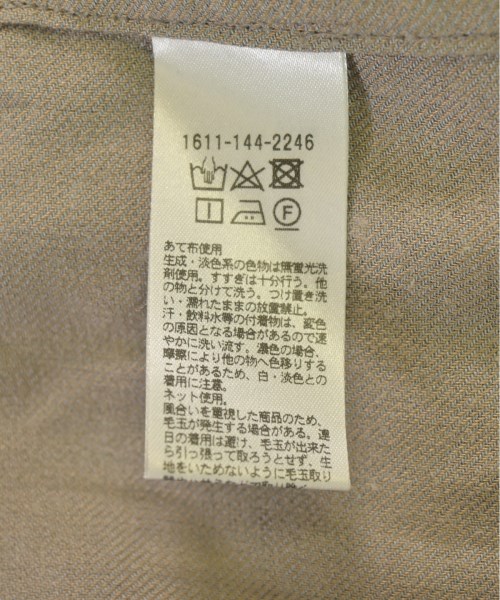 1611-144-2246
F
あて布使用
生成・淡色系の色物は無蛍光洗
剤使用。すすぎは十分行う。他
の物と分けて洗う。つけ置き洗
い・濡れたままの放置禁止。
汗・飲料水等の付着物は、変色
の原因となる場合があるので速
やかに洗い流す。濃色の場合、
摩擦により他の物へ色移りする
ことがあるため、白・淡色との
着用に注意。
ネット使用。
風合いを重視した商品のため、
毛玉が発生する場合がある。連
日の着用は避け、毛玉が出来た
ら引っ張って取ろうとせず、生
地をいためないように毛玉取り